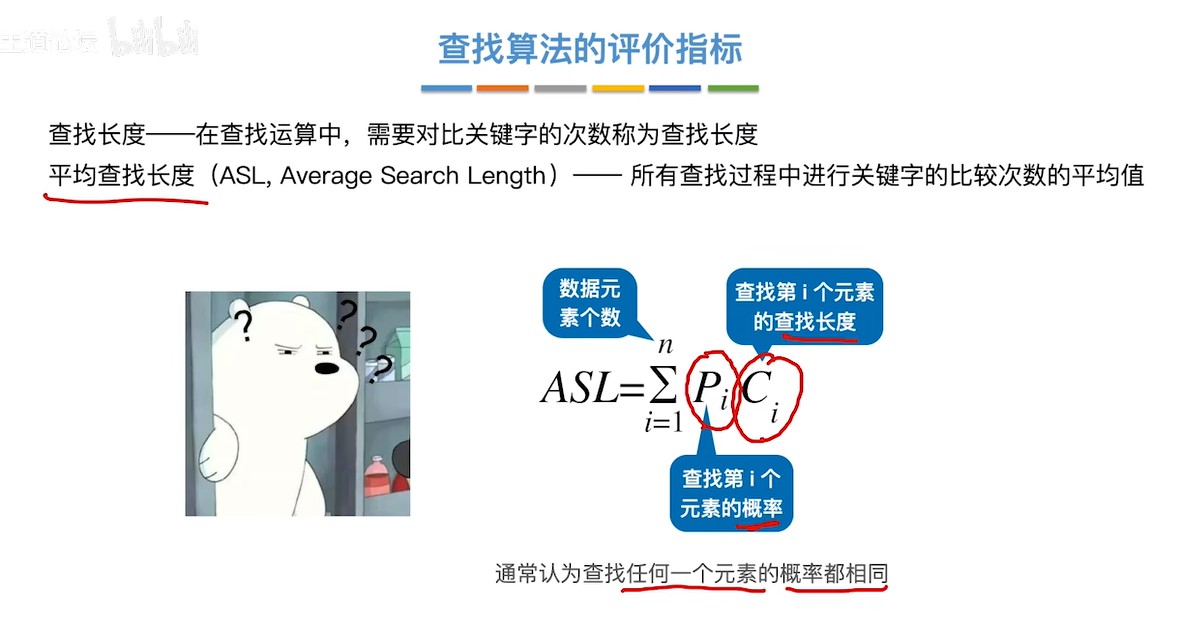 王道论坛 bilibili
查找算法的评价指标
查找长度——在查找运算中，需要对比关键字的次数称为查找长度
平均查找长度（ASL, Average Search Length）—— 所有查找过程中进行关键字的比较次数的平均值
数据元
素个数
查找第 i 个元素
的查找长度
? ? ? ?
n
ASL=∑ Pᵢ Cᵢ
i=1
查找第 i 个
元素的概率
通常认为查找任何一个元素的概率都相同